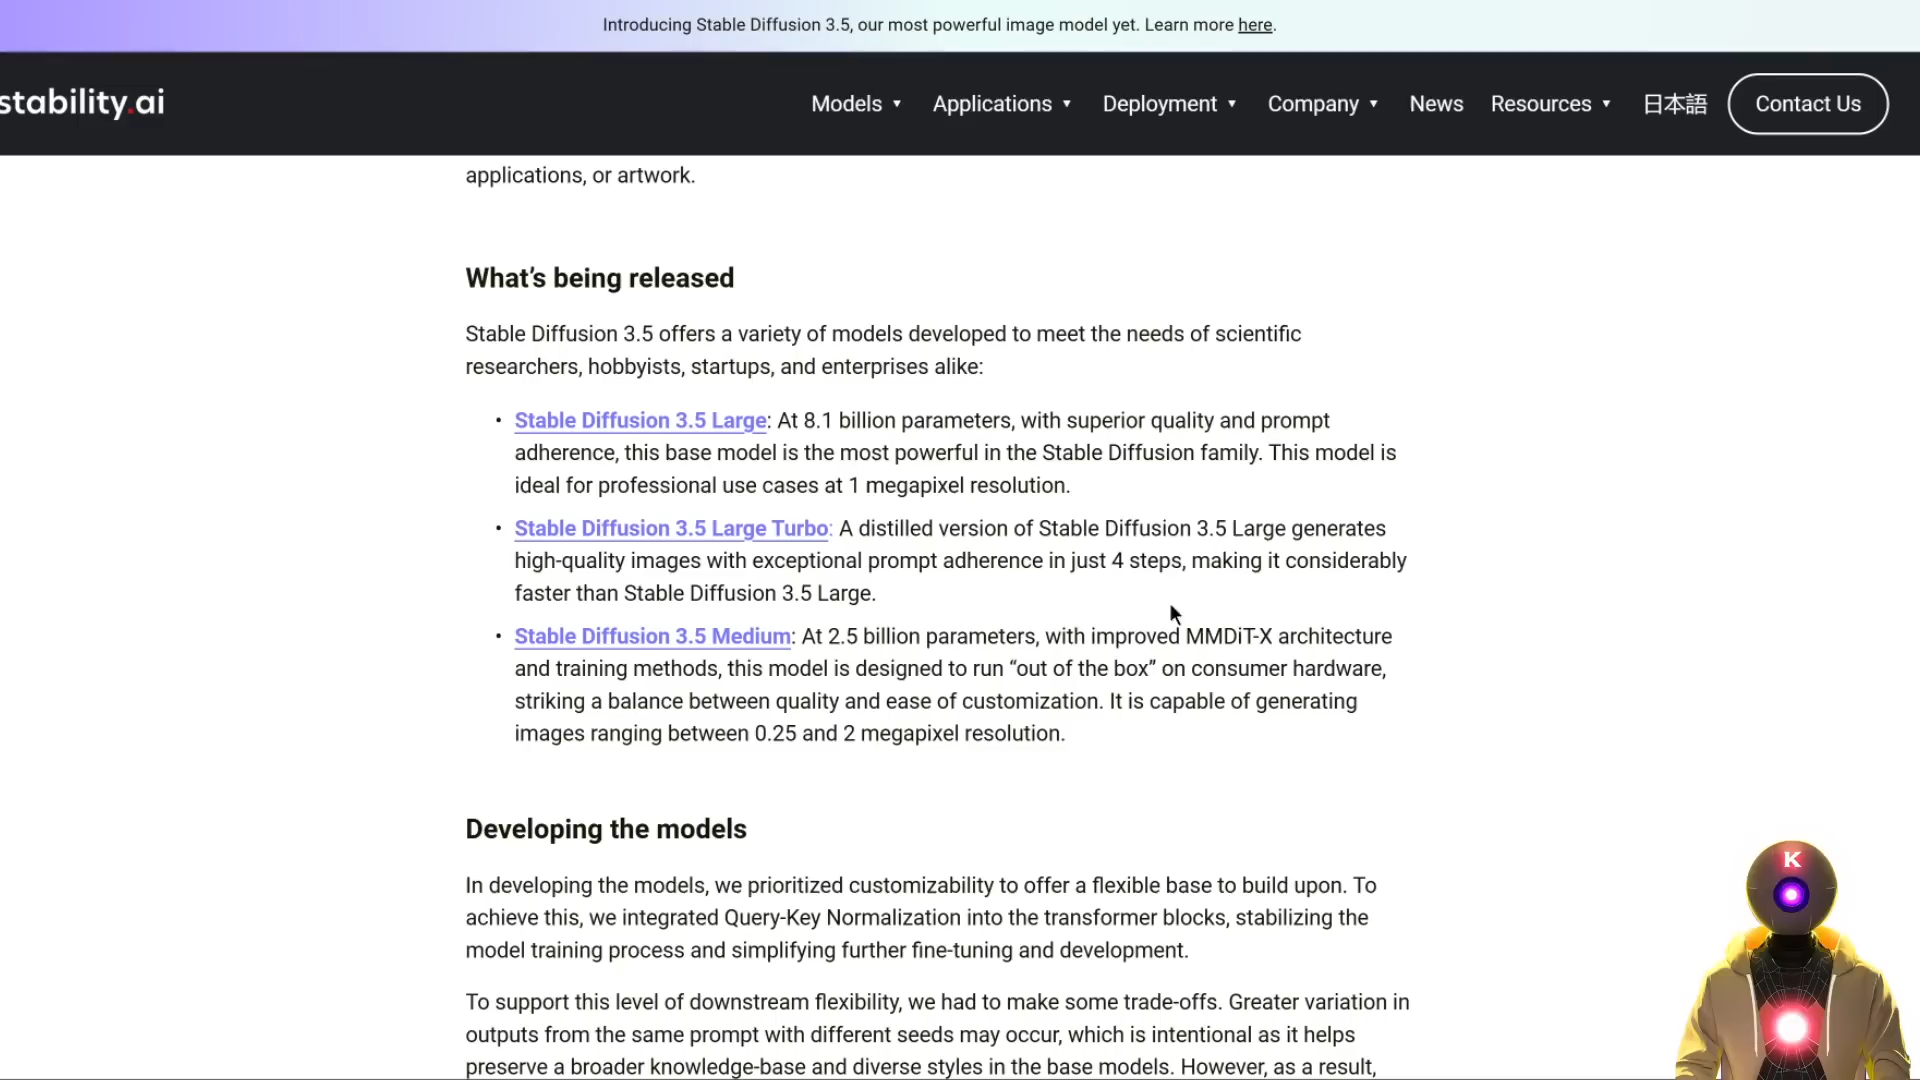 Introducing Stable Diffusion 3.5, our most powerful image model yet. Learn more here.
stability.ai
Models ▼ Applications ▼ Deployment ▼ Company ▼ News Resources ▼ 日本語 Contact Us
applications, or artwork.
What’s being released
Stable Diffusion 3.5 offers a variety of models developed to meet the needs of scientific
researchers, hobbyists, startups, and enterprises alike:
• Stable Diffusion 3.5 Large: At 8.1 billion parameters, with superior quality and prompt
adherence, this base model is the most powerful in the Stable Diffusion family. This model is
ideal for professional use cases at 1 megapixel resolution.
• Stable Diffusion 3.5 Large Turbo: A distilled version of Stable Diffusion 3.5 Large generates
high-quality images with exceptional prompt adherence in just 4 steps, making it considerably
faster than Stable Diffusion 3.5 Large.
• Stable Diffusion 3.5 Medium: At 2.5 billion parameters, with improved MMDiT-X architecture
and training methods, this model is designed to run “out of the box” on consumer hardware,
striking a balance between quality and ease of customization. It is capable of generating
images ranging between 0.25 and 2 megapixel resolution.
Developing the models
In developing the models, we prioritized customizability to offer a flexible base to build upon. To
achieve this, we integrated Query-Key Normalization into the transformer blocks, stabilizing the
model training process and simplifying further fine-tuning and development.
To support this level of downstream flexibility, we had to make some trade-offs. Greater variation in
outputs from the same prompt with different seeds may occur, which is intentional as it helps
preserve a broader knowledge-base and diverse styles in the base models. However, as a result,
K